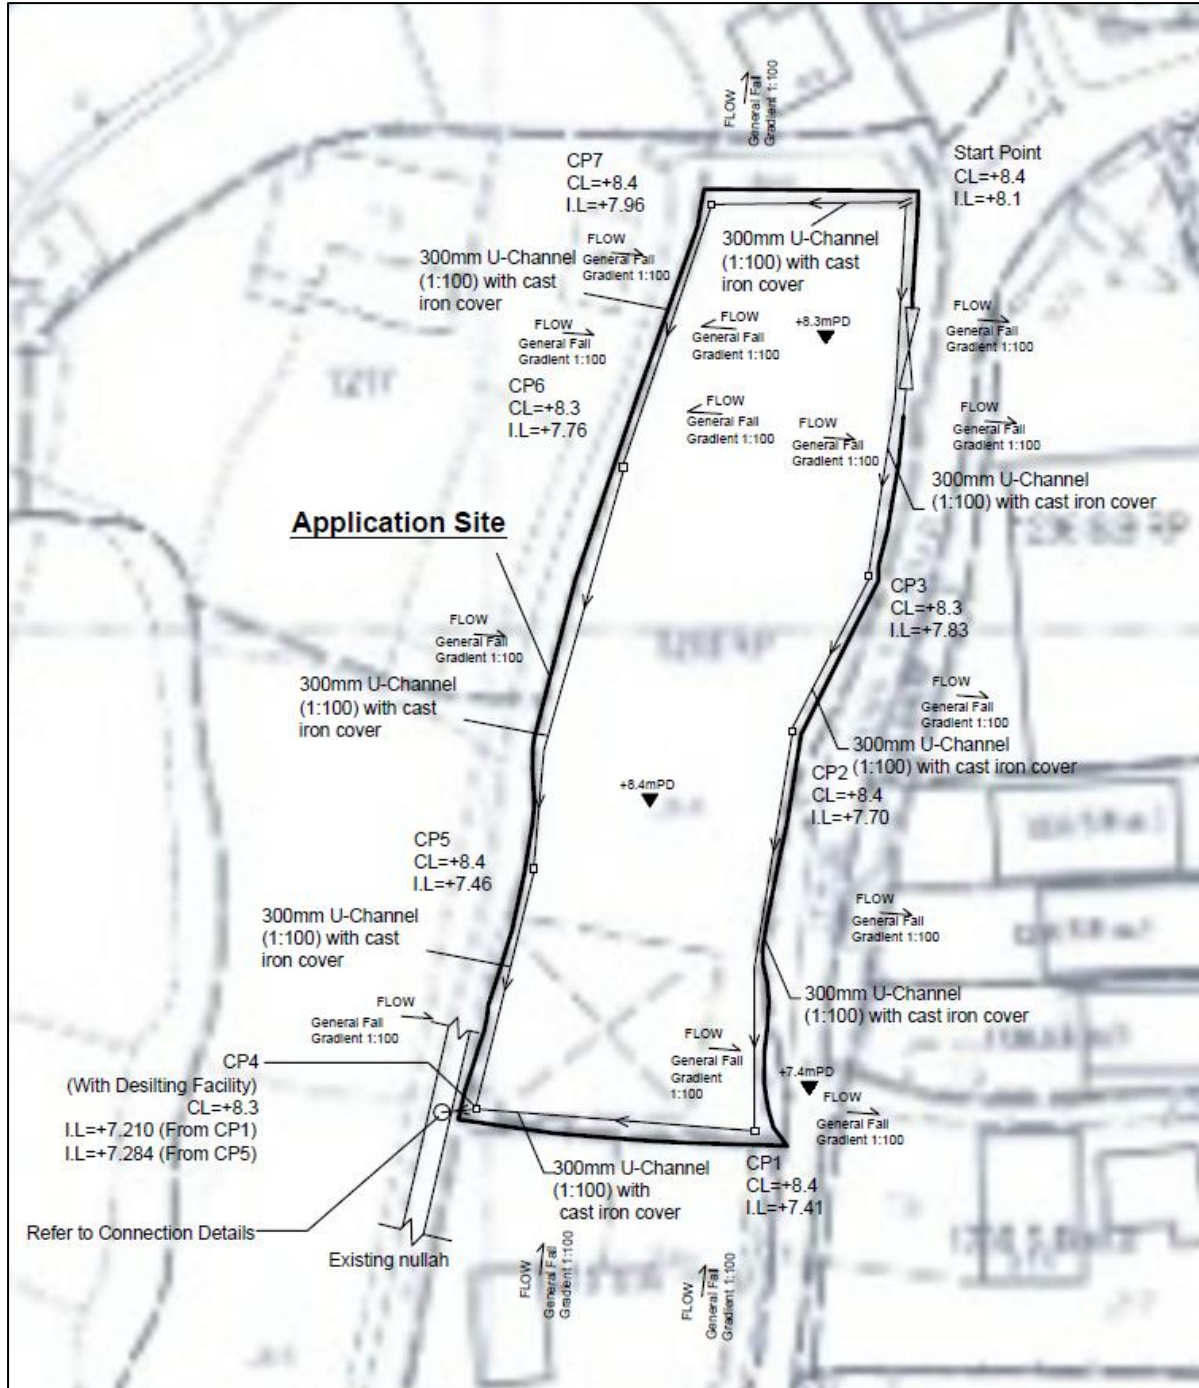 FLOW
General Fall
Gradient 1:100
CP7
CL=+8.4
I.L=+7.96
Start Point
CL=+8.4
I.L=+8.1
300mm U-Channel
(1:100) with cast
iron cover
FLOW
General Fall
Gradient 1:100
300mm U-Channel
(1:100) with cast
iron cover
FLOW
General Fall
Gradient 1:100
FLOW
General Fall
Gradient 1:100
+8.3mPD
FLOW
General Fall
Gradient 1:100
CP6
CL=+8.3
I.L=+7.76
FLOW
General Fall
Gradient 1:100
FLOW
General Fall
Gradient 1:100
FLOW
General Fall
Gradient 1:100
300mm U-Channel
(1:100) with cast iron cover
Application Site
CP3
CL=+8.3
I.L=+7.83
FLOW
General Fall
Gradient 1:100
300mm U-Channel
(1:100) with cast
iron cover
FLOW
General Fall
Gradient 1:100
300mm U-Channel
(1:100) with cast iron cover
CP2
CL=+8.4
I.L=+7.70
+8.4mPD
CP5
CL=+8.4
I.L=+7.46
300mm U-Channel
(1:100) with cast
iron cover
FLOW
General Fall
Gradient 1:100
300mm U-Channel
(1:100) with cast iron cover
FLOW
General Fall
Gradient 1:100
FLOW
General Fall
Gradient
1:100
+7.4mPD
FLOW
General Fall
Gradient 1:100
CP4
(With Desilting Facility)
CL=+8.3
I.L=+7.210 (From CP1)
I.L=+7.284 (From CP5)
300mm U-Channel
(1:100) with
cast iron cover
CP1
CL=+8.4
I.L=+7.41
Refer to Connection Details
Existing nullah
FLOW
General Fall
Gradient 1:100
FLOW
General Fall
Gradient 1:100